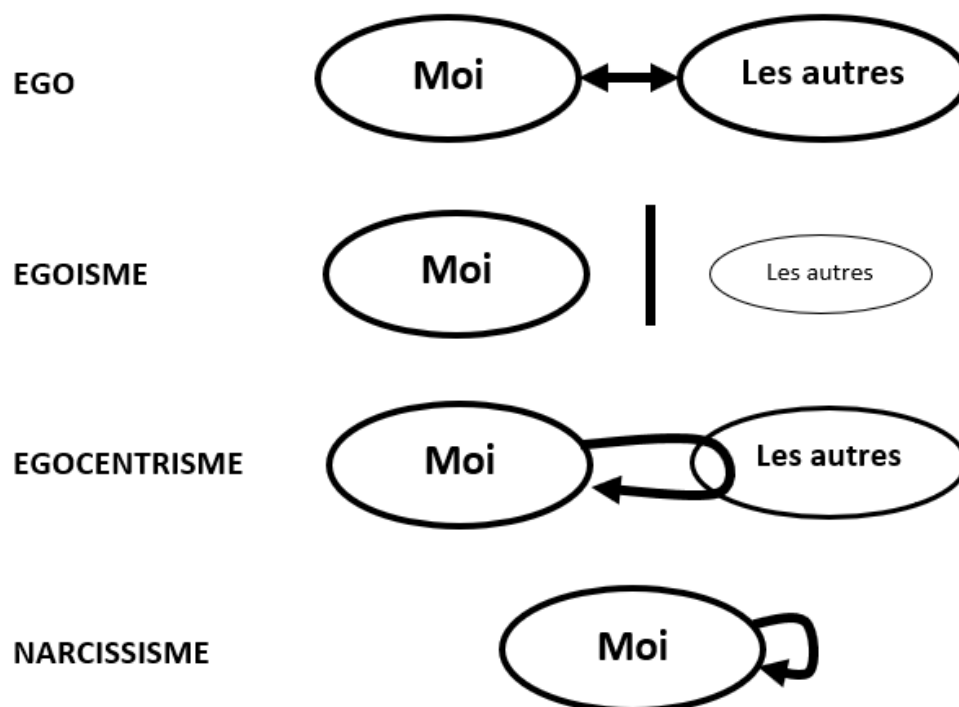 EGO Moi Les autres
EGOISME Moi Les autres
EGOCENTRISME Moi Les autres
NARCISSISME Moi